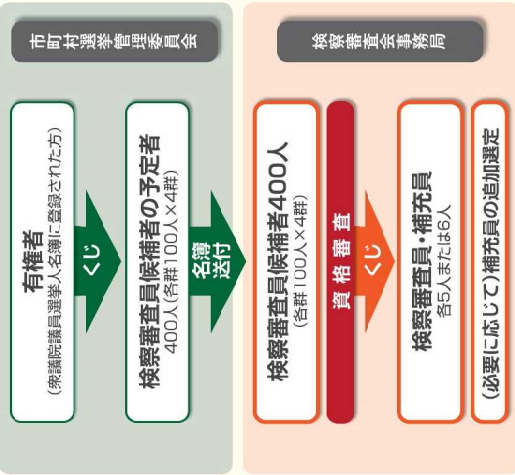 市町村選挙管理委員会
有権者
(衆議院議員選挙人名簿に登録された方)
くじ
検察審査員候補者の予定者
400人(各群100人×4群)
名簿
送付
検察審査会事務局
検察審査員候補者400人
(各群100人×4群)
資格審査
くじ
検察審査員・補充員
各5人または6人
(必要に応じて)補充員の追加選定